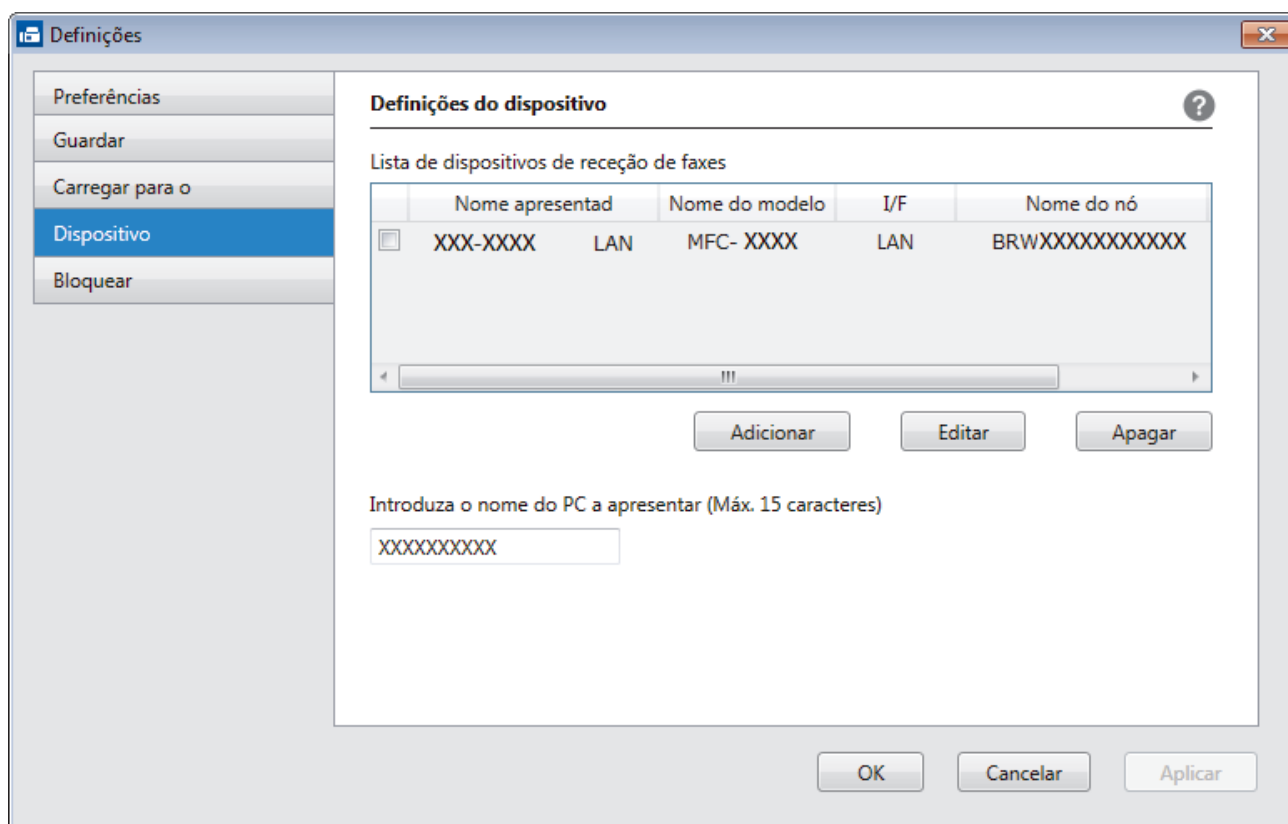 Definições
Preferências
Guardar
Carregar para o
Dispositivo
Bloquear
Definições do dispositivo
?
Lista de dispositivos de receção de faxes
Nome apresentad Nome do modelo I/F Nome do nó
XXX-XXXX LAN MFC- XXXX LAN BRWXXXXXXXXXXX
Adicionar Editar Apagar
Introduza o nome do PC a apresentar (Máx. 15 caracteres)
XXXXXXXXXX
OK Cancelar Aplicar